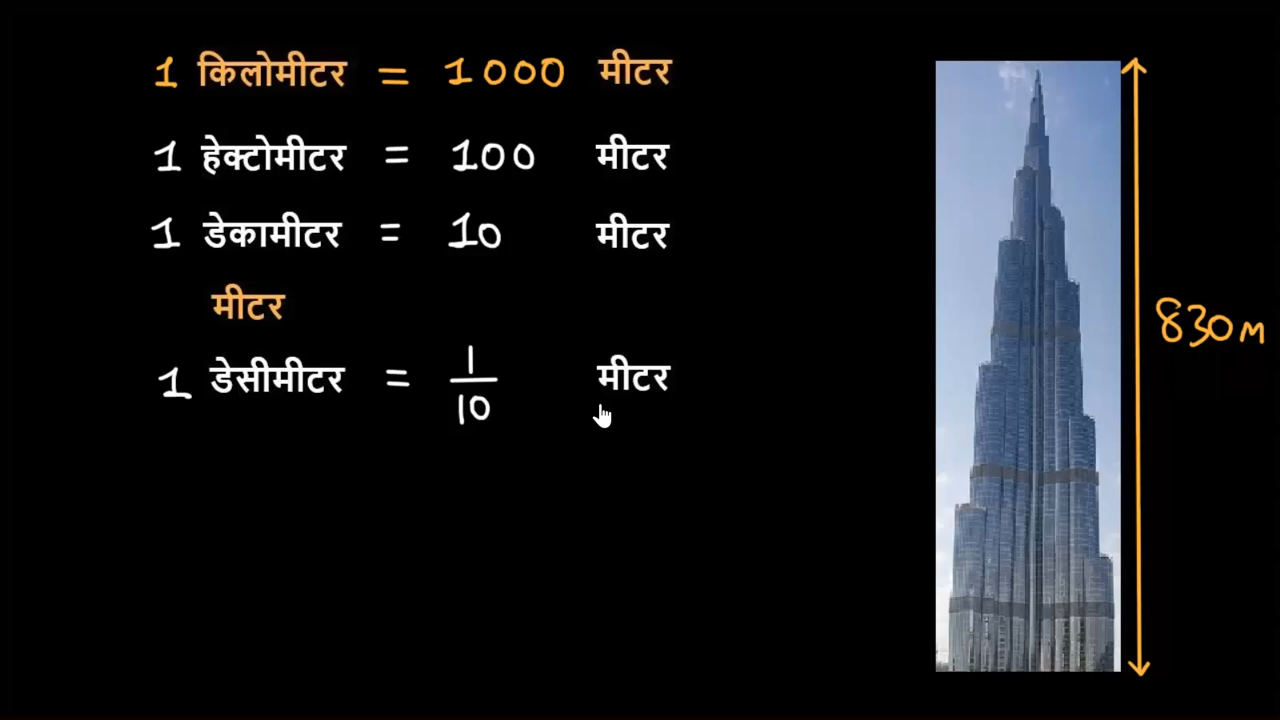 1 किलोमीटर = 1000 मीटर
1 हेक्टोमीटर = 100 मीटर
1 डेकामीटर = 10 मीटर
मीटर
1 डेसीमीटर = 1/10 मीटर
830m